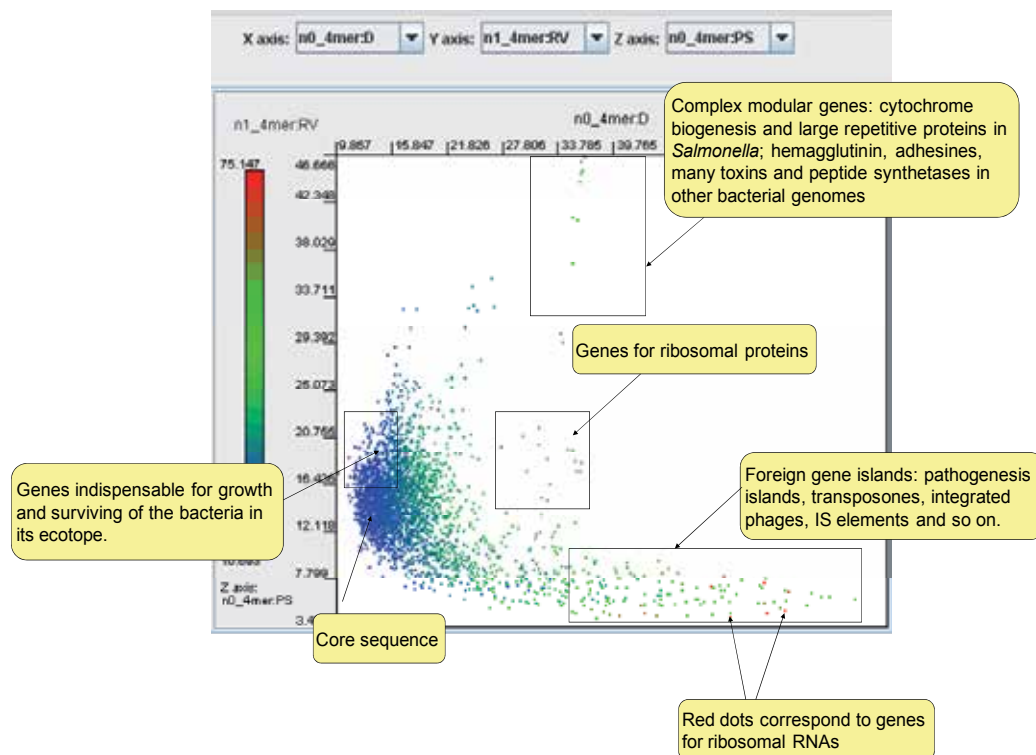 X axis: n0_4mer:D Y axis: n1_4mer:RV Z axis: n0_4mer:PS
n1_4mer:RV
n0_4mer:D
9.867 15.847 21.826 27.806 33.785 39.765
75.147
46.666
42.348
38.029
33.711
29.392
25.073
20.766
16.436
12.118
7.799
Z axis:
n0_4mer:PS
Complex modular genes: cytochrome
biogenesis and large repetitive proteins in
Salmonella; hemagglutinin, adhesines,
many toxins and peptide synthetases in
other bacterial genomes
Genes for ribosomal proteins
Genes indispensable for growth
and surviving of the bacteria in
its ecotope.
Foreign gene islands: pathogenesis
islands, transposones, integrated
phages, IS elements and so on.
Core sequence
Red dots correspond to genes
for ribosomal RNAs